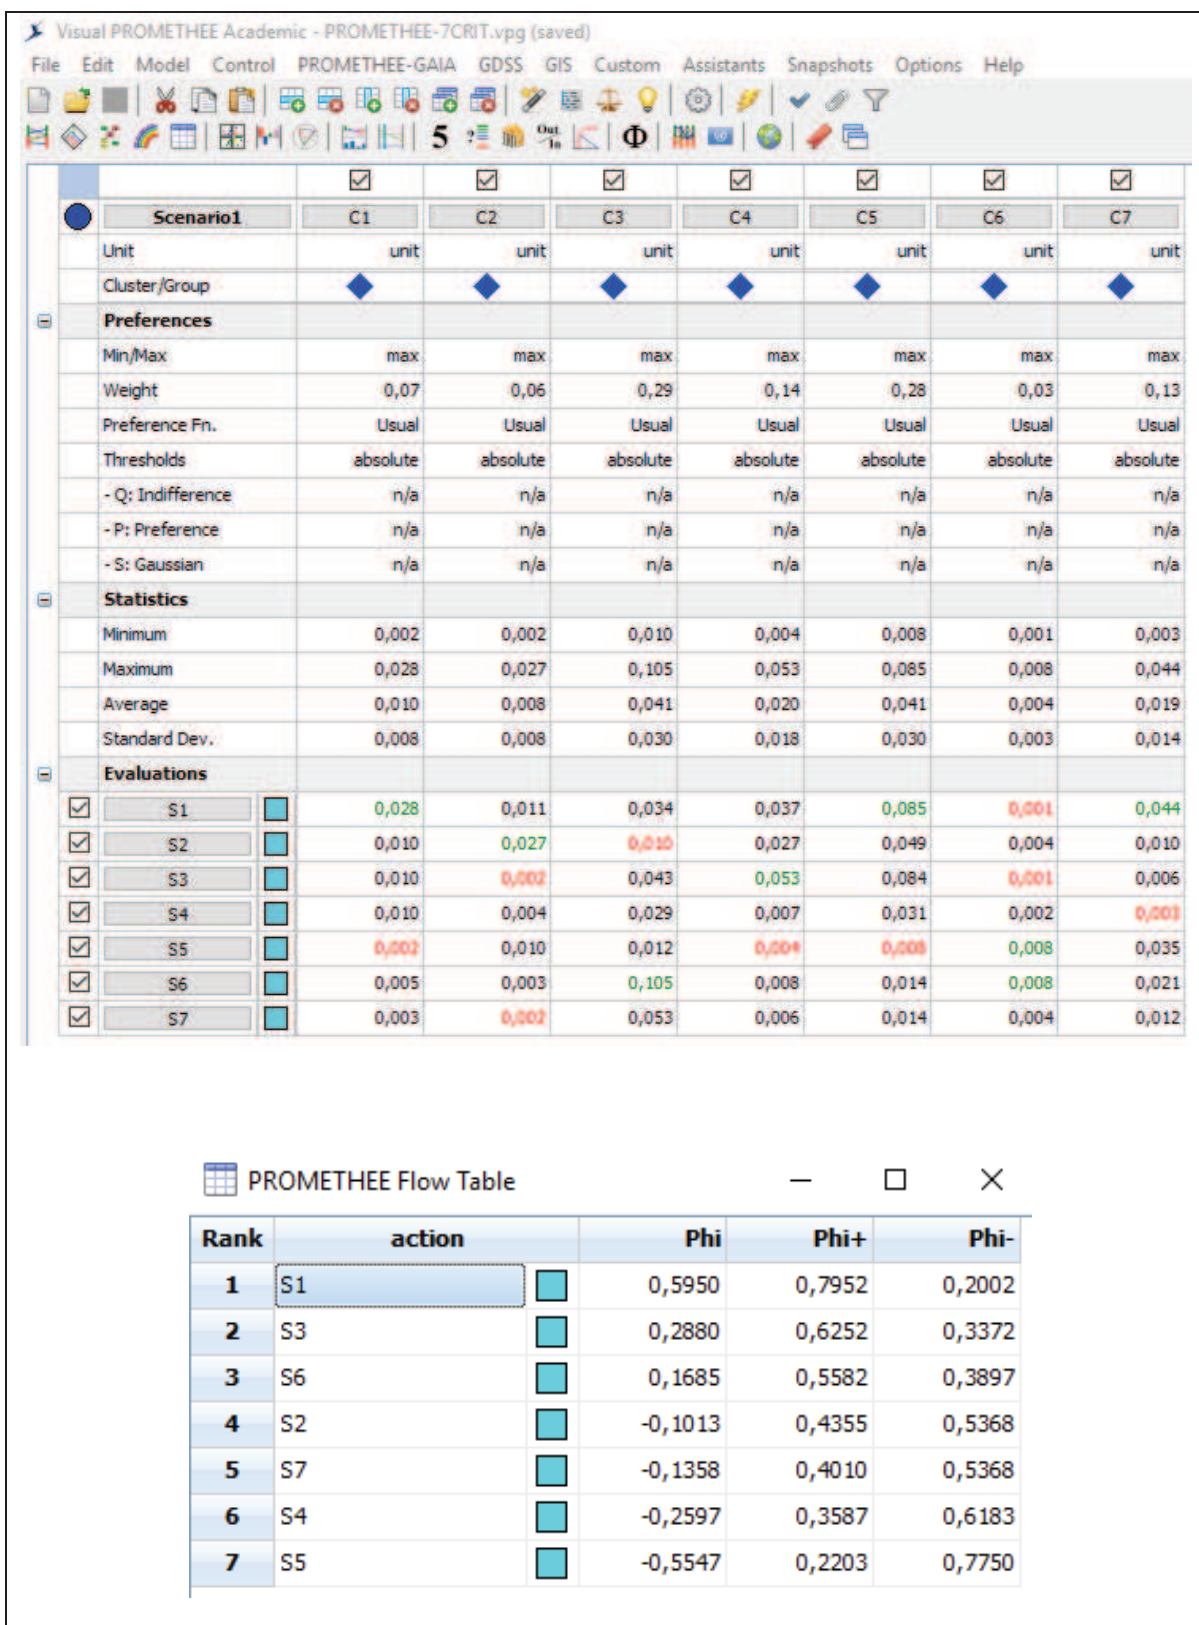 Visual PROMETHEE Academic - PROMETHEE-7CRIT.vpg (saved)
File Edit Model Control PROMETHEE-GAIA GDSS GIS Custom Assistants Snapshots Options Help
5 ?  Out In Φ
Scenario1 C1 C2 C3 C4 C5 C6 C7
Unit unit unit unit unit unit unit unit
Cluster/Group
Preferences
Min/Max max max max max max max max
Weight 0,07 0,06 0,29 0,14 0,28 0,03 0,13
Preference Fn. Usual Usual Usual Usual Usual Usual Usual
Thresholds absolute absolute absolute absolute absolute absolute absolute
- Q: Indifference n/a n/a n/a n/a n/a n/a n/a
- P: Preference n/a n/a n/a n/a n/a n/a n/a
- S: Gaussian n/a n/a n/a n/a n/a n/a n/a
Statistics
Minimum 0,002 0,002 0,010 0,004 0,008 0,001 0,003
Maximum 0,028 0,027 0,105 0,053 0,085 0,008 0,044
Average 0,010 0,008 0,041 0,020 0,041 0,004 0,019
Standard Dev. 0,008 0,008 0,030 0,018 0,030 0,003 0,014
Evaluations
S1 0,028 0,011 0,034 0,037 0,085 0,001 0,044
S2 0,010 0,027 0,010 0,027 0,049 0,004 0,010
S3 0,010 0,002 0,043 0,053 0,084 0,001 0,006
S4 0,010 0,004 0,029 0,007 0,031 0,002 0,003
S5 0,002 0,010 0,012 0,004 0,008 0,008 0,035
S6 0,005 0,003 0,105 0,008 0,014 0,008 0,021
S7 0,003 0,002 0,053 0,006 0,014 0,004 0,012
PROMETHEE Flow Table
Rank action Phi Phi+ Phi-
1 S1 0,5950 0,7952 0,2002
2 S3 0,2880 0,6252 0,3372
3 S6 0,1685 0,5582 0,3897
4 S2 -0,1013 0,4355 0,5368
5 S7 -0,1358 0,4010 0,5368
6 S4 -0,2597 0,3587 0,6183
7 S5 -0,5547 0,2203 0,7750